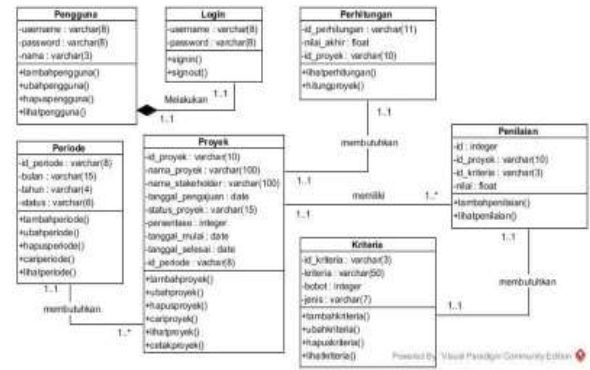 Pengguna
-username : varchar(8)
-password : varchar(8)
-nama : varchar(3)
+tambahpengguna()
+ubahpengguna()
+hapuspengguna()
+lihatpengguna()
Login
-username : varchar(8)
-password : varchar(8)
+signin()
+signout()
Melakukan
1..1
1..1
Perhitungan
-id_perhitungan : varchar(11)
-nilai_akhir : float
-id_proyek : varchar(10)
+lihatperhitungan()
+hitungproyek()
1..1
membutuhkan
1..1
Periode
-id_periode : varchar(8)
-bulan : varchar(15)
-tahun : varchar(4)
-status : varchar(6)
+tambahperiode()
+ubahperiode()
+hapusperiode()
+cariperiode()
+lihatperiode()
1..1
membutuhkan
1..*
Proyek
-id_proyek : varchar(10)
-nama_proyek : varchar(100)
-nama_stakeholder : varchar(100)
-tanggal_pengajuan : date
-status_proyek : varchar(15)
-persentase : integer
-tanggal_mulai : date
-tanggal_selesai : date
-id_periode : vachar(8)
+tambahproyek()
+ubahproyek()
+hapusproyek()
+cariproyek()
+lihatproyek()
+cetakproyek()
memiliki
1..1
1..*
Penilaian
-id : integer
-id_proyek : varchar(10)
-id_kriteria : varchar(3)
-nilai : float
+tambahpenilaian()
+lihatpenilaian()
1..1
membutuhkan
1..1
Kriteria
-id_kriteria : varchar(3)
-kriteria : varchar(50)
-bobot : integer
-jenis : varchar(7)
+tambahkriteria()
+ubahkriteria()
+hapuskriteria()
+lihatkriteria()
Powered By Visual Paradigm Community Edition